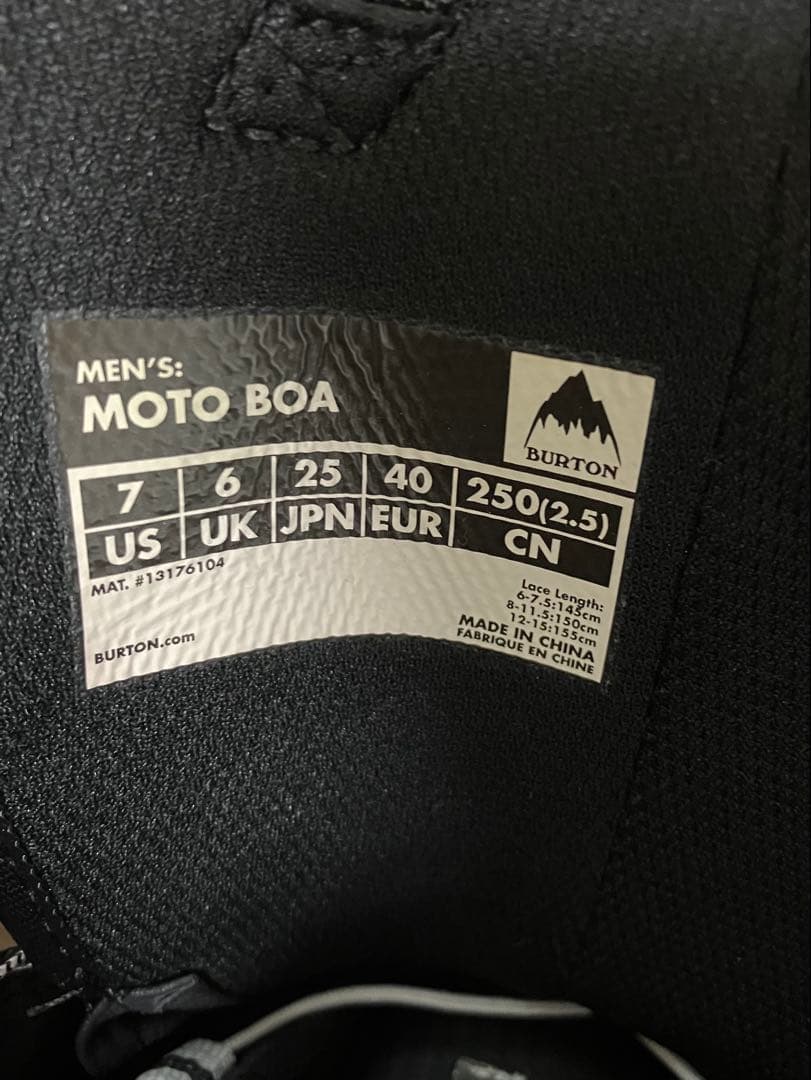 MEN'S:
MOTO BOA
BURTON
7 6 25 40 250(2.5)
US UK JPN EUR CN
MAT. #13176104
Lace Length:
6-7.5:145cm
8-11.5:150cm
12-15:155cm
BURTON.com
MADE IN CHINA
FABRIQUE EN CHINE